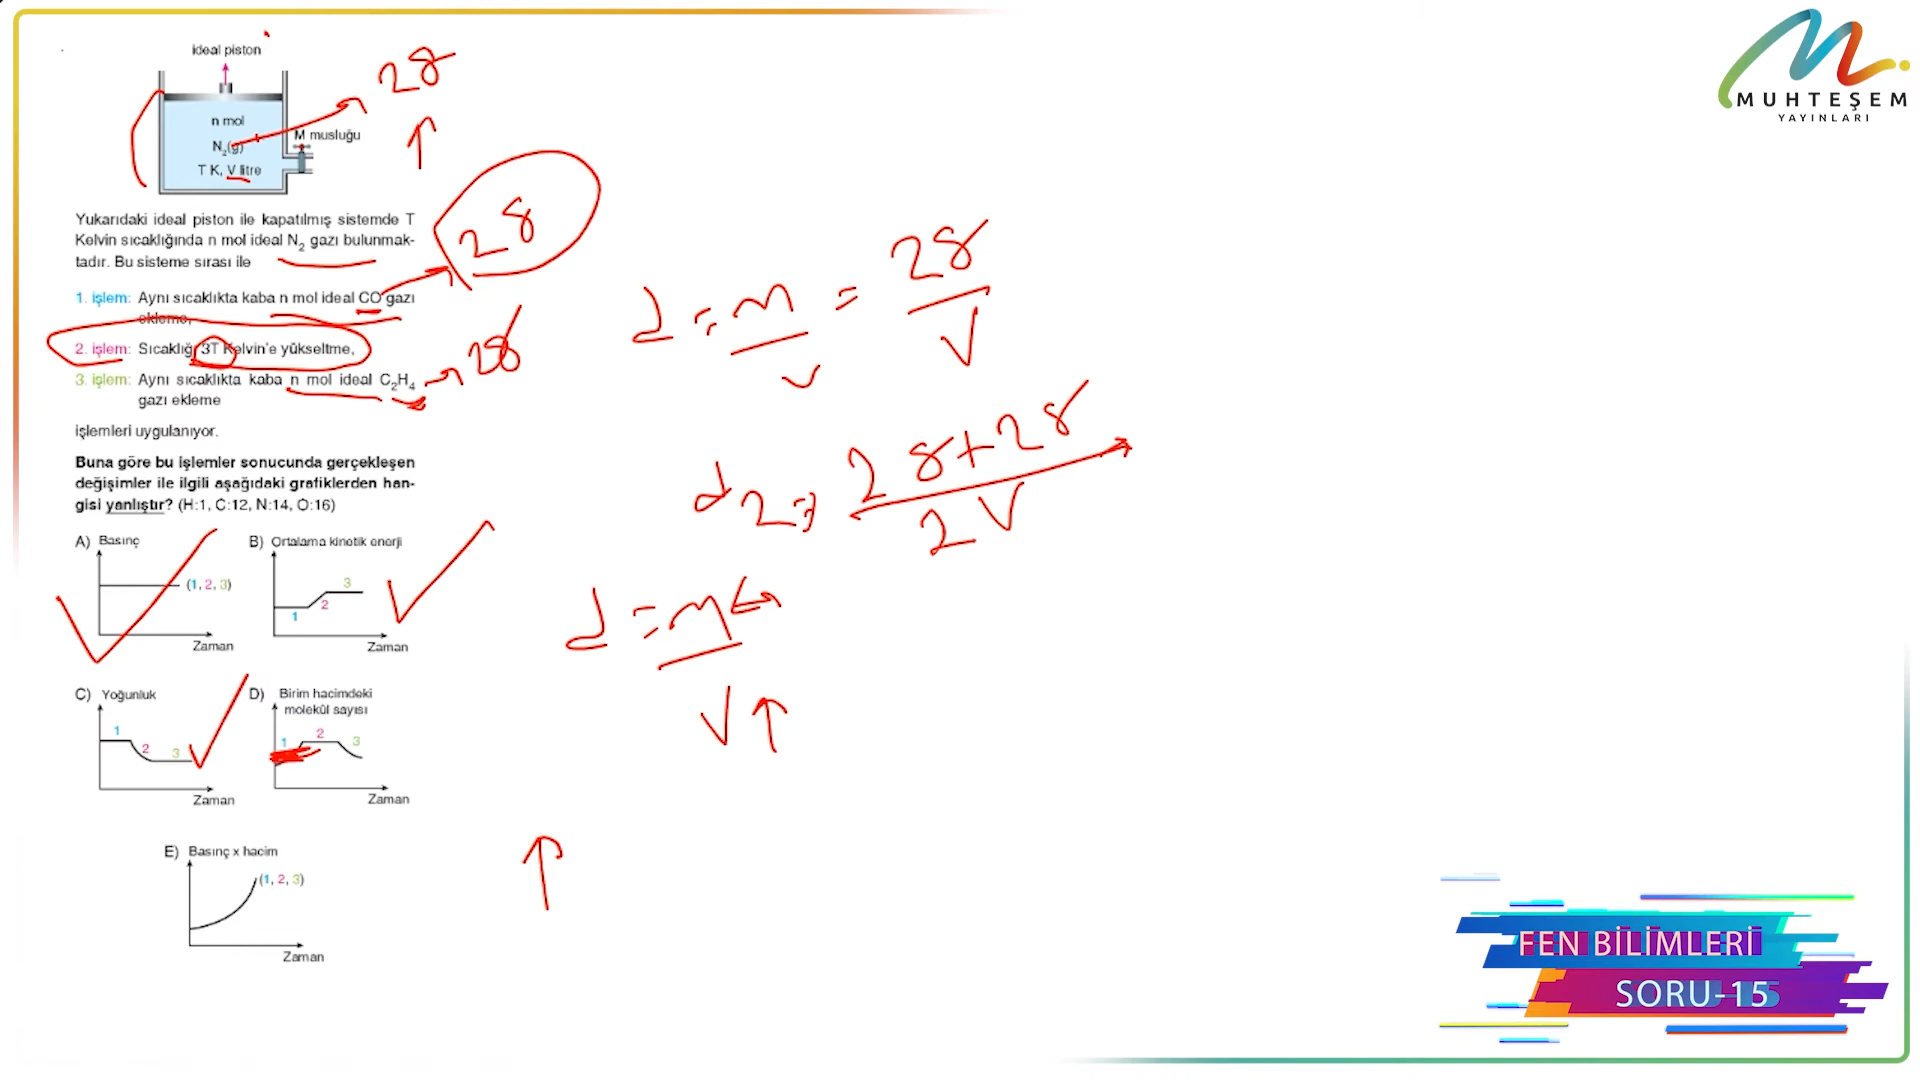 ideal piston
n mol
N2(g)
T K, V litre
M musluğu
28
Yukarıdaki ideal piston ile kapatılmış sistemde T
Kelvin sıcaklığında n mol ideal N2 gazı bulunmak-
tadır. Bu sisteme sırası ile
28
1. işlem: Aynı sıcaklıkta kaba n mol ideal CO gazı
ekleme,
2. işlem: Sıcaklığı 3T Kelvin'e yükseltme,
3. işlem: Aynı sıcaklıkta kaba n mol ideal C2H4
gazı ekleme
28
işlemleri uygulanıyor.
Buna göre bu işlemler sonucunda gerçekleşen
değişimler ile ilgili aşağıdaki grafiklerden han-
gisi yanlıştır? (H:1, C:12, N:14, O:16)
A) Basınç
(1, 2, 3)
Zaman
B) Ortalama kinetik enerji
1
2
3
Zaman
C) Yoğunluk
1
2
3
Zaman
D) Birim hacimdeki
molekül sayısı
1
2
3
Zaman
E) Basınç x hacim
(1, 2, 3)
Zaman
d = m/v = 28/V
d2 = 28+28/2V
d = m/V
MUHTEŞEM
YAYINLARI
FEN BİLİMLERİ
SORU-15